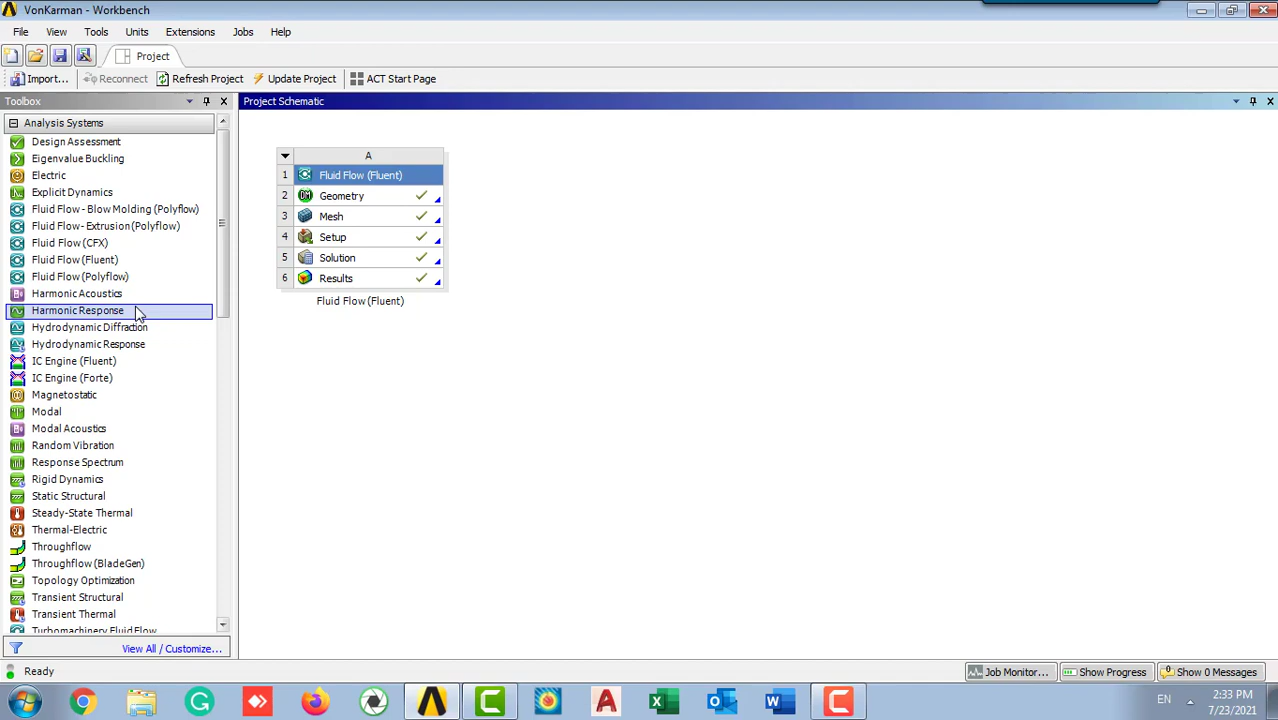 VonKarman - Workbench
File View Tools Units Extensions Jobs Help
Project
Import... Reconnect Refresh Project Update Project ACT Start Page
Toolbox
Project Schematic
Analysis Systems
Design Assessment
Eigenvalue Buckling
Electric
Explicit Dynamics
Fluid Flow - Blow Molding (Polyflow)
Fluid Flow - Extrusion (Polyflow)
Fluid Flow (CFX)
Fluid Flow (Fluent)
Fluid Flow (Polyflow)
Harmonic Acoustics
Harmonic Response
Hydrodynamic Diffraction
Hydrodynamic Response
IC Engine (Fluent)
IC Engine (Forte)
Magnetostatic
Modal
Modal Acoustics
Random Vibration
Response Spectrum
Rigid Dynamics
Static Structural
Steady-State Thermal
Thermal-Electric
Throughflow
Throughflow (BladeGen)
Topology Optimization
Transient Structural
Transient Thermal
Turbomachinery Fluid Flow
View All / Customize...
A
1 Fluid Flow (Fluent)
2 Geometry
3 Mesh
4 Setup
5 Solution
6 Results
Fluid Flow (Fluent)
Ready
Job Monitor... Show Progress Show 0 Messages
EN
2:33 PM
7/23/2021